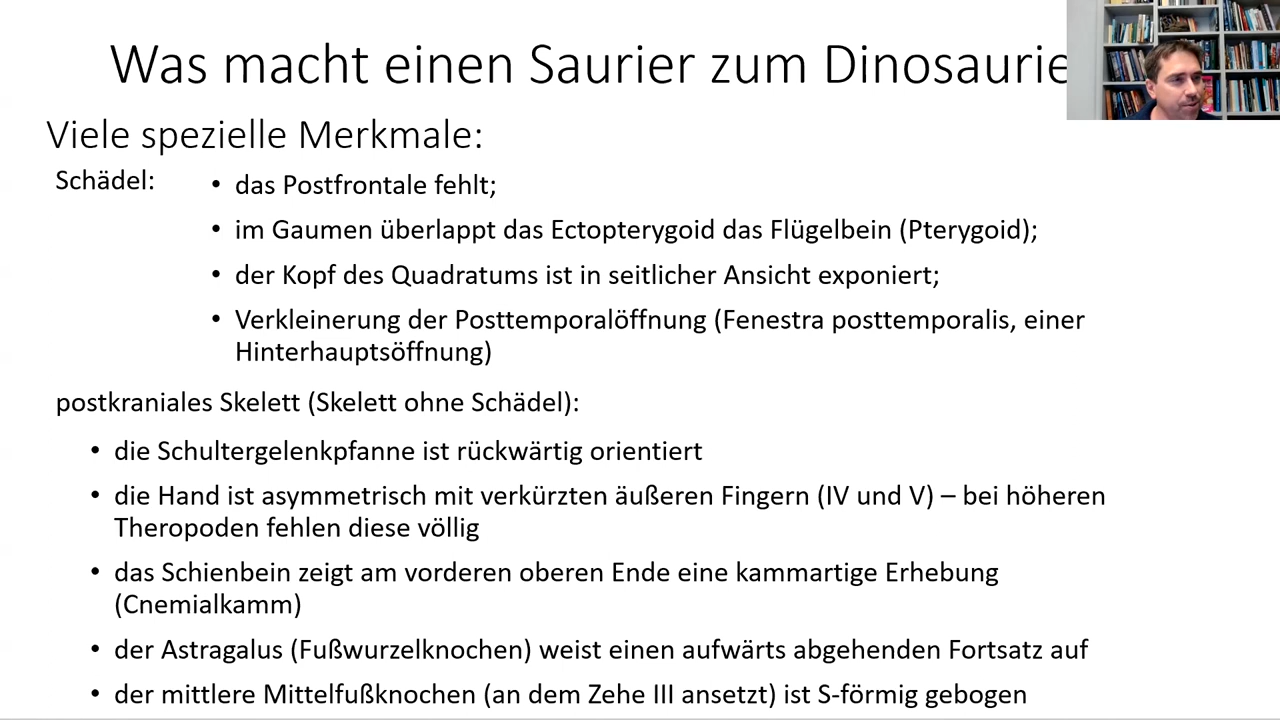 Was macht einen Saurier zum Dinosaurie
Viele spezielle Merkmale:
Schädel:
• das Postfrontale fehlt;
• im Gaumen überlappt das Ectopterygoid das Flügelbein (Pterygoid);
• der Kopf des Quadratums ist in seitlicher Ansicht exponiert;
• Verkleinerung der Posttemporalöffnung (Fenestra posttemporalis, einer
Hinterhauptsöffnung)
postkraniales Skelett (Skelett ohne Schädel):
• die Schultergelenkpfanne ist rückwärtig orientiert
• die Hand ist asymmetrisch mit verkürzten äußeren Fingern (IV und V) – bei höheren
Theropoden fehlen diese völlig
• das Schienbein zeigt am vorderen oberen Ende eine kammartige Erhebung
(Cnemialkamm)
• der Astragalus (Fußwurzelknochen) weist einen aufwärts abgehenden Fortsatz auf
• der mittlere Mittelfußknochen (an dem Zehe III ansetzt) ist S-förmig gebogen